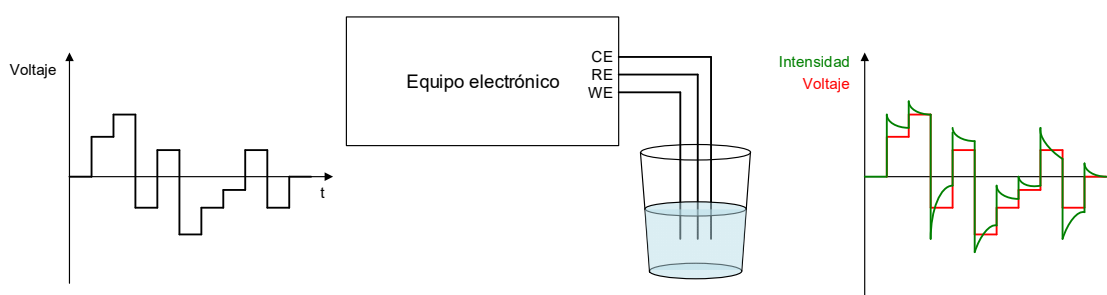 Voltaje
t
Equipo electrónico
CE
RE
WE
Intensidad
Voltaje